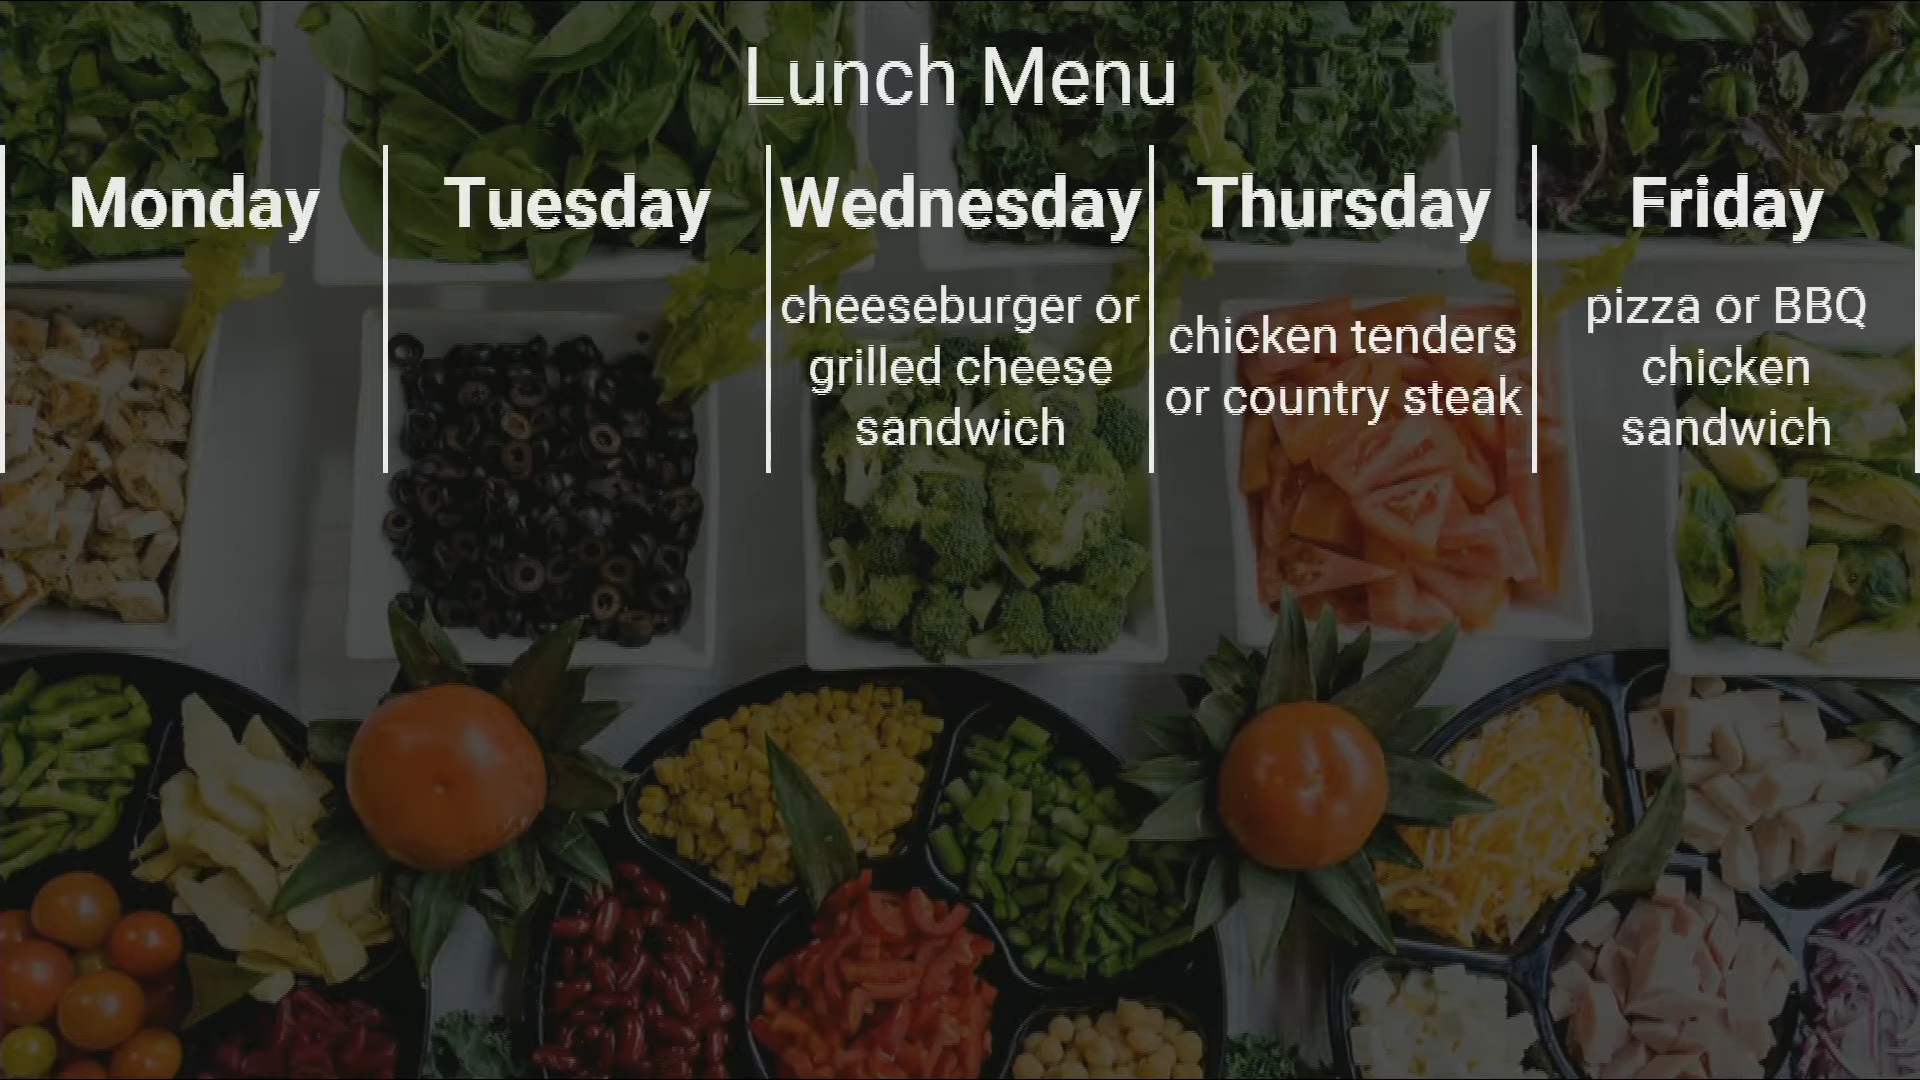 Lunch Menu
Monday
Tuesday
Wednesday
cheeseburger or
grilled cheese
sandwich
Thursday
chicken tenders
or country steak
Friday
pizza or BBQ
chicken
sandwich